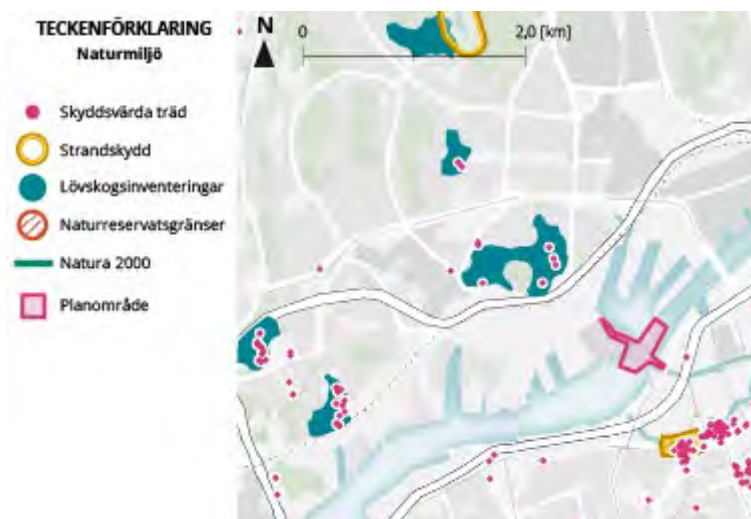 TECKENFÖRKLARING
Naturmiljö
Skyddsvärda träd
Strandskydd
Lövskogsinventeringar
Naturreservatsgränser
Natura 2000
Planområde
N
0
2,0 [km]